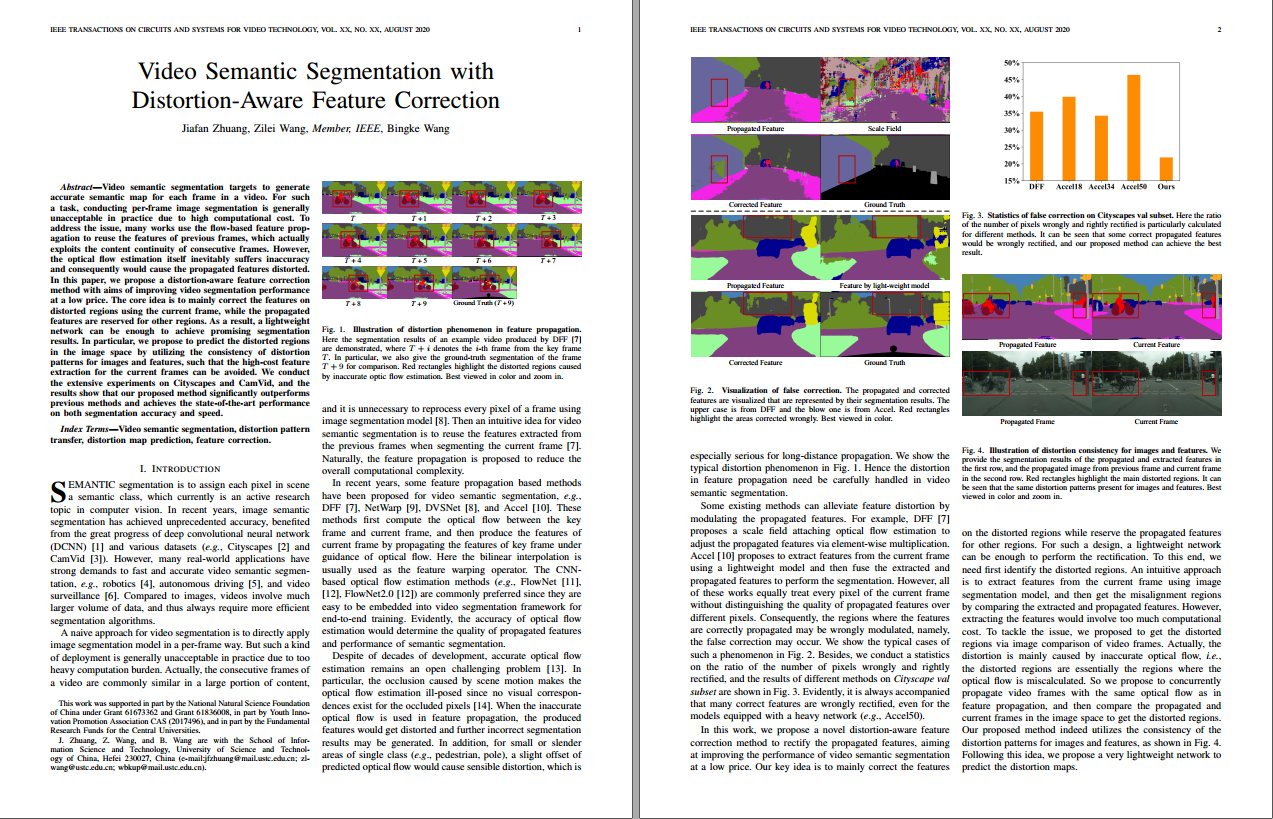 IEEE TRANSACTIONS ON CIRCUITS AND SYSTEMS FOR VIDEO TECHNOLOGY, VOL. XX, NO. XX, AUGUST 2020
1
Video Semantic Segmentation with
Distortion-Aware Feature Correction
Jiafan Zhuang, Zilei Wang, Member, IEEE, Bingke Wang
Abstract—Video semantic segmentation targets to generate
accurate semantic map for each frame in a video. For such
a task, conducting per-frame image segmentation is generally
unacceptable in practice due to high computational cost. To
address the issue, many works use the flow-based feature prop-
agation to reuse the features of previous frames, which actually
exploits the content continuity of consecutive frames. However,
the optical flow estimation itself inevitably suffers inaccuracy
and consequently would cause the propagated features distorted.
In this paper, we propose a distortion-aware feature correction
method with aims of improving video segmentation performance
at a low price. The core idea is to mainly correct the features on
distorted regions using the current frame, while the propagated
features are reserved for other regions. As a result, a lightweight
network can be enough to achieve promising segmentation
results. In particular, we propose to predict the distorted regions
in the image space by utilizing the consistency of distortion
patterns for images and features, such that the high-cost feature
extraction for the current frames can be avoided. We conduct
the extensive experiments on Cityscapes and CamVid, and the
results show that our proposed method significantly outperforms
previous methods and achieves the state-of-the-art performance
on both segmentation accuracy and speed.
Index Terms—Video semantic segmentation, distortion pattern
transfer, distortion map prediction, feature correction.
I. INTRODUCTION
SEMANTIC segmentation is to assign each pixel in scene
a semantic class, which currently is an active research
topic in computer vision. In recent years, image semantic
segmentation has achieved unprecedented accuracy, benefited
from the great progress of deep convolutional neural network
(DCNN) [1] and various datasets (e.g., Cityscapes [2] and
CamVid [3]). However, many real-world applications have
strong demands to fast and accurate video semantic segmen-
tation, e.g., robotics [4], autonomous driving [5], and video
surveillance [6]. Compared to images, videos involve much
larger volume of data, and thus always require more efficient
segmentation algorithms.
A naive approach for video segmentation is to directly apply
image segmentation model in a per-frame way. But such a kind
of deployment is generally unacceptable in practice due to too
heavy computation burden. Actually, the consecutive frames of
a video are commonly similar in a large portion of content,
This work was supported in part by the National Natural Science Foundation
of China under Grant 61673362 and Grant 61836008, in part by Youth Inno-
vation Promotion Association CAS (2017496), and in part by the Fundamental
Research Funds for the Central Universities.
J. Zhuang, Z. Wang, and B. Wang are with the School of Infor-
mation Science and Technology, University of Science and Technol-
ogy of China, Hefei 230027, China (e-mail:jfzhuang@mail.ustc.edu.cn; zl-
wang@ustc.edu.cn; wbkup@mail.ustc.edu.cn).
T
T + 1
T + 2
T + 3
T + 4
T + 5
T + 6
T + 7
T + 8
T + 9
Ground Truth (T + 9)
Fig. 1. Illustration of distortion phenomenon in feature propagation.
Here the segmentation results of an example video produced by DFF [7]
are demonstrated, where T + i denotes the i-th frame from the key frame
T. In particular, we also give the ground-truth segmentation of the frame
T + 9 for comparison. Red rectangles highlight the distorted regions caused
by inaccurate optic flow estimation. Best viewed in color and zoom in.
and it is unnecessary to reprocess every pixel of a frame using
image segmentation model [8]. Then an intuitive idea for video
semantic segmentation is to reuse the features extracted from
the previous frames when segmenting the current frame [7].
Naturally, the feature propagation is proposed to reduce the
overall computational complexity.
In recent years, some feature propagation based methods
have been proposed for video semantic segmentation, e.g.,
DFF [7], NetWarp [9], DVSNet [8], and Accel [10]. These
methods first compute the optical flow between the key
frame and current frame, and then produce the features of
current frame by propagating the features of key frame under
guidance of optical flow. Here the bilinear interpolation is
usually used as the feature warping operator. The CNN-
based optical flow estimation methods (e.g., FlowNet [11],
[12], FlowNet2.0 [12]) are commonly preferred since they are
easy to be embedded into video segmentation framework for
end-to-end training. Evidently, the accuracy of optical flow
estimation would determine the quality of propagated features
and performance of semantic segmentation.
Despite of decades of development, accurate optical flow
estimation remains an open challenging problem [13]. In
particular, the occlusion caused by scene motion makes the
optical flow estimation ill-posed since no visual correspon-
dences exist for the occluded pixels [14]. When the inaccurate
optical flow is used in feature propagation, the produced
features would get distorted and further incorrect segmentation
results may be generated. In addition, for small or slender
areas of single class (e.g., pedestrian, pole), a slight offset of
predicted optical flow would cause sensible distortion, which is
IEEE TRANSACTIONS ON CIRCUITS AND SYSTEMS FOR VIDEO TECHNOLOGY, VOL. XX, NO. XX, AUGUST 2020
2
Propagated Feature
Scale Field
Corrected Feature
Ground Truth
Propagated Feature
Feature by light-weight model
Corrected Feature
Ground Truth
Fig. 2. Visualization of false correction. The propagated and corrected
features are visualized that are represented by their segmentation results. The
upper case is from DFF and the blow one is from Accel. Red rectangles
highlight the areas corrected wrongly. Best viewed in color.
especially serious for long-distance propagation. We show the
typical distortion phenomenon in Fig. 1. Hence the distortion
in feature propagation need be carefully handled in video
semantic segmentation.
Some existing methods can alleviate feature distortion by
modulating the propagated features. For example, DFF [7]
proposes a scale field attaching optical flow estimation to
adjust the propagated features via element-wise multiplication.
Accel [10] proposes to extract features from the current frame
using a lightweight model and then fuse the extracted and
propagated features to perform the segmentation. However, all
of these works equally treat every pixel of the current frame
without distinguishing the quality of propagated features over
different pixels. Consequently, the regions where the features
are correctly propagated may be wrongly modulated, namely,
the false correction may occur. We show the typical cases of
such a phenomenon in Fig. 2. Besides, we conduct a statistics
on the ratio of the number of pixels wrongly and rightly
rectified, and the results of different methods on Cityscape val
subset are shown in Fig. 3. Evidently, it is always accompanied
that many correct features are wrongly rectified, even for the
models equipped with a heavy network (e.g., Accel50).
In this work, we propose a novel distortion-aware feature
correction method to rectify the propagated features, aiming
at improving the performance of video semantic segmentation
at a low price. Our key idea is to mainly correct the features
50%
45%
40%
35%
30%
25%
20%
15%
DFF Accel18 Accel34 Accel50 Ours
Fig. 3. Statistics of false correction on Cityscapes val subset. Here the ratio
of the number of pixels wrongly and rightly rectified is particularly calculated
for different methods. It can be seen that some correct propagated features
would be wrongly rectified, and our proposed method can achieve the best
result.
Propagated Feature
Current Feature
Propagated Frame
Current Frame
Fig. 4. Illustration of distortion consistency for images and features. We
provide the segmentation results of the propagated and extracted features in
the first row, and the propagated image from previous frame and current frame
in the second row. Red rectangles highlight the main distorted regions. It can
be seen that the same distortion patterns present for images and features. Best
viewed in color and zoom in.
on the distorted regions while reserve the propagated features
for other regions. For such a design, a lightweight network
can be enough to perform the rectification. To this end, we
need first identify the distorted regions. An intuitive approach
is to extract features from the current frame using image
segmentation model, and then get the misalignment regions
by comparing the extracted and propagated features. However,
extracting the features would involve too much computational
cost. To tackle the issue, we proposed to get the distorted
regions via image comparison of video frames. Actually, the
distortion is mainly caused by inaccurate optical flow, i.e.,
the distorted regions are essentially the regions where the
optical flow is miscalculated. So we propose to concurrently
propagate video frames with the same optical flow as in
feature propagation, and then compare the propagated and
current frames in the image space to get the distorted regions.
Our proposed method indeed utilizes the consistency of the
distortion patterns for images and features, as shown in Fig. 4.
Following this idea, we propose a very lightweight network to
predict the distortion maps.